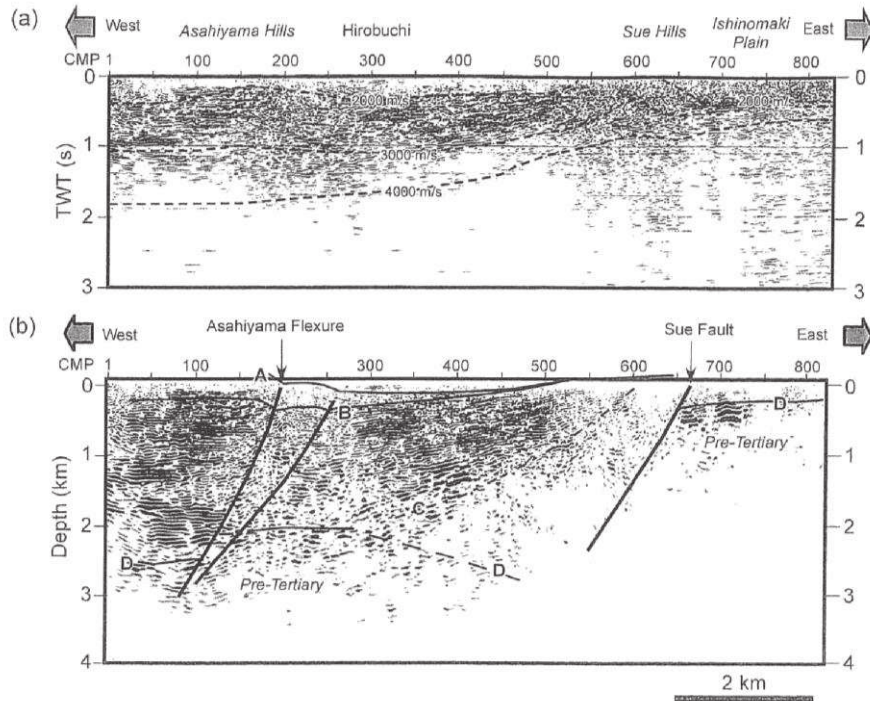 (a)
West Asahiyama Hills Hirobuchi Sue Hills Ishinomaki Plain East
CMP 1 100 200 300 400 500 600 700 800
0 0
2000 m/s 2000 m/s
1 1
3000 m/s
4000 m/s
2 2
3 3
TWT (s)
(b)
West Asahiyama Flexure Sue Fault East
CMP 1 100 200 300 400 500 600 700 800
A
0 0
B D
Pre-Tertiary
1 1
C
2 2
D D
Pre-Tertiary
3 3
4 4
Depth (km)
2 km